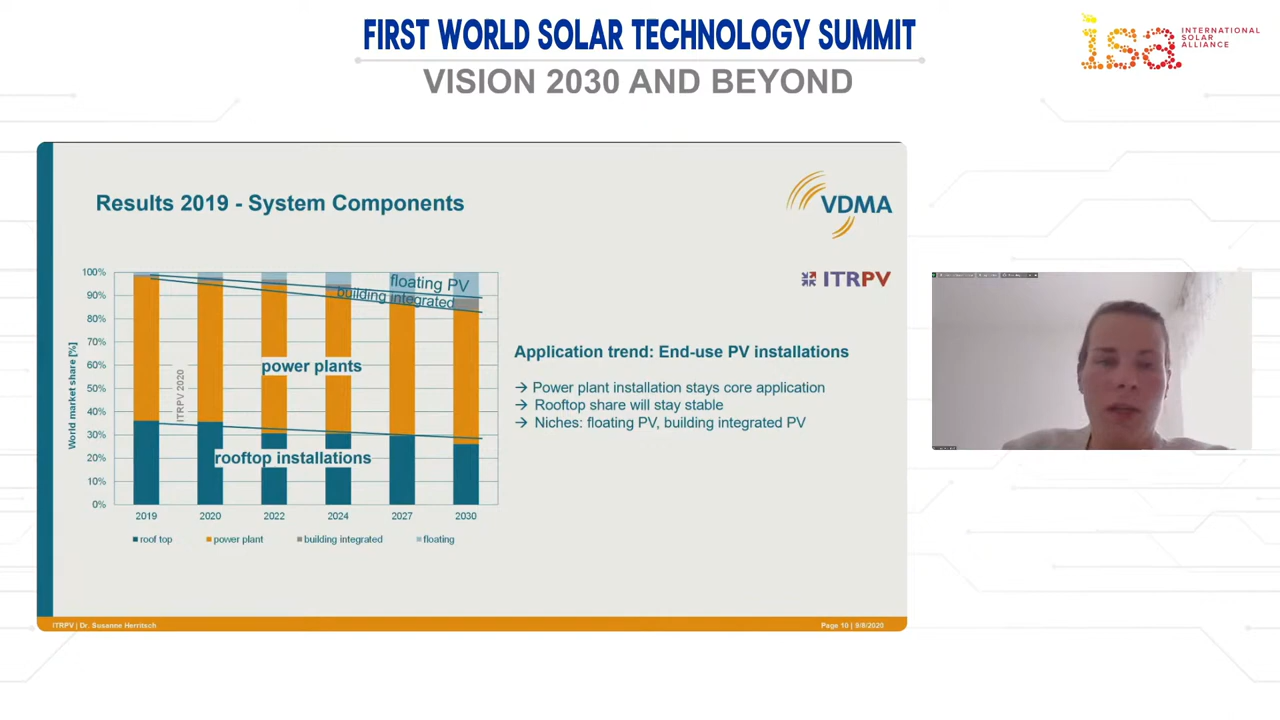 FIRST WORLD SOLAR TECHNOLOGY SUMMIT
VISION 2030 AND BEYOND
isa INTERNATIONAL
SOLAR
ALLIANCE
Results 2019 - System Components
VDMA
ITRPV
World market share [%]
100%
90%
80%
70%
60%
50%
40%
30%
20%
10%
0%
floating PV
building integrated
power plants
ITRPV 2020
rooftop installations
2019 2020 2022 2024 2027 2030
roof top power plant building integrated floating
Application trend: End-use PV installations
→ Power plant installation stays core application
→ Rooftop share will stay stable
→ Niches: floating PV, building integrated PV
ITRPV | Dr. Susanne Herritsch
Page 10 | 9/8/2020